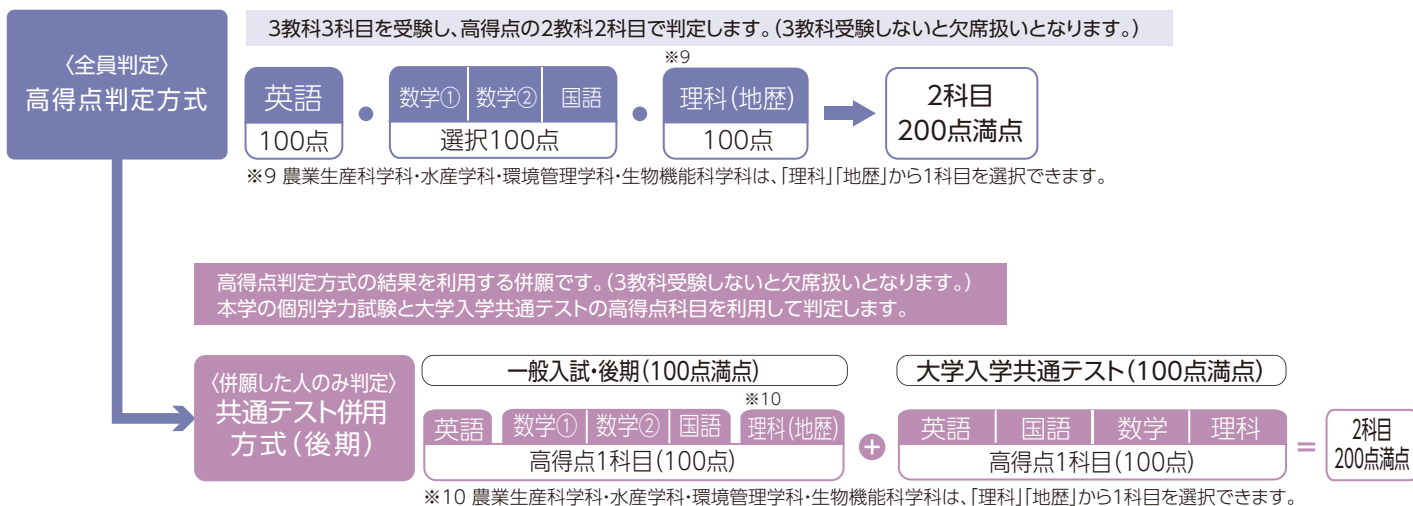 3教科3科目を受験し、高得点の2教科2科目で判定します。(3教科受験しないと欠席扱いとなります。)
〈全員判定〉
高得点判定方式
※9
英語 ● 数学① 数学② 国語 ● 理科(地歴)
100点 選択100点 100点
2科目
200点満点
※9 農業生産科学科・水産学科・環境管理学科・生物機能科学科は、「理科」「地歴」から1科目を選択できます。
高得点判定方式の結果を利用する併願です。(3教科受験しないと欠席扱いとなります。)
本学の個別学力試験と大学入学共通テストの高得点科目を利用して判定します。
〈併願した人のみ判定〉
共通テスト併用
方式(後期)
一般入試・後期(100点満点)
※10
英語 数学① 数学② 国語 理科(地歴)
高得点1科目(100点)
+
大学入学共通テスト(100点満点)
英語 国語 数学 理科
高得点1科目(100点)
=
2科目
200点満点
※10 農業生産科学科・水産学科・環境管理学科・生物機能科学科は、「理科」「地歴」から1科目を選択できます。